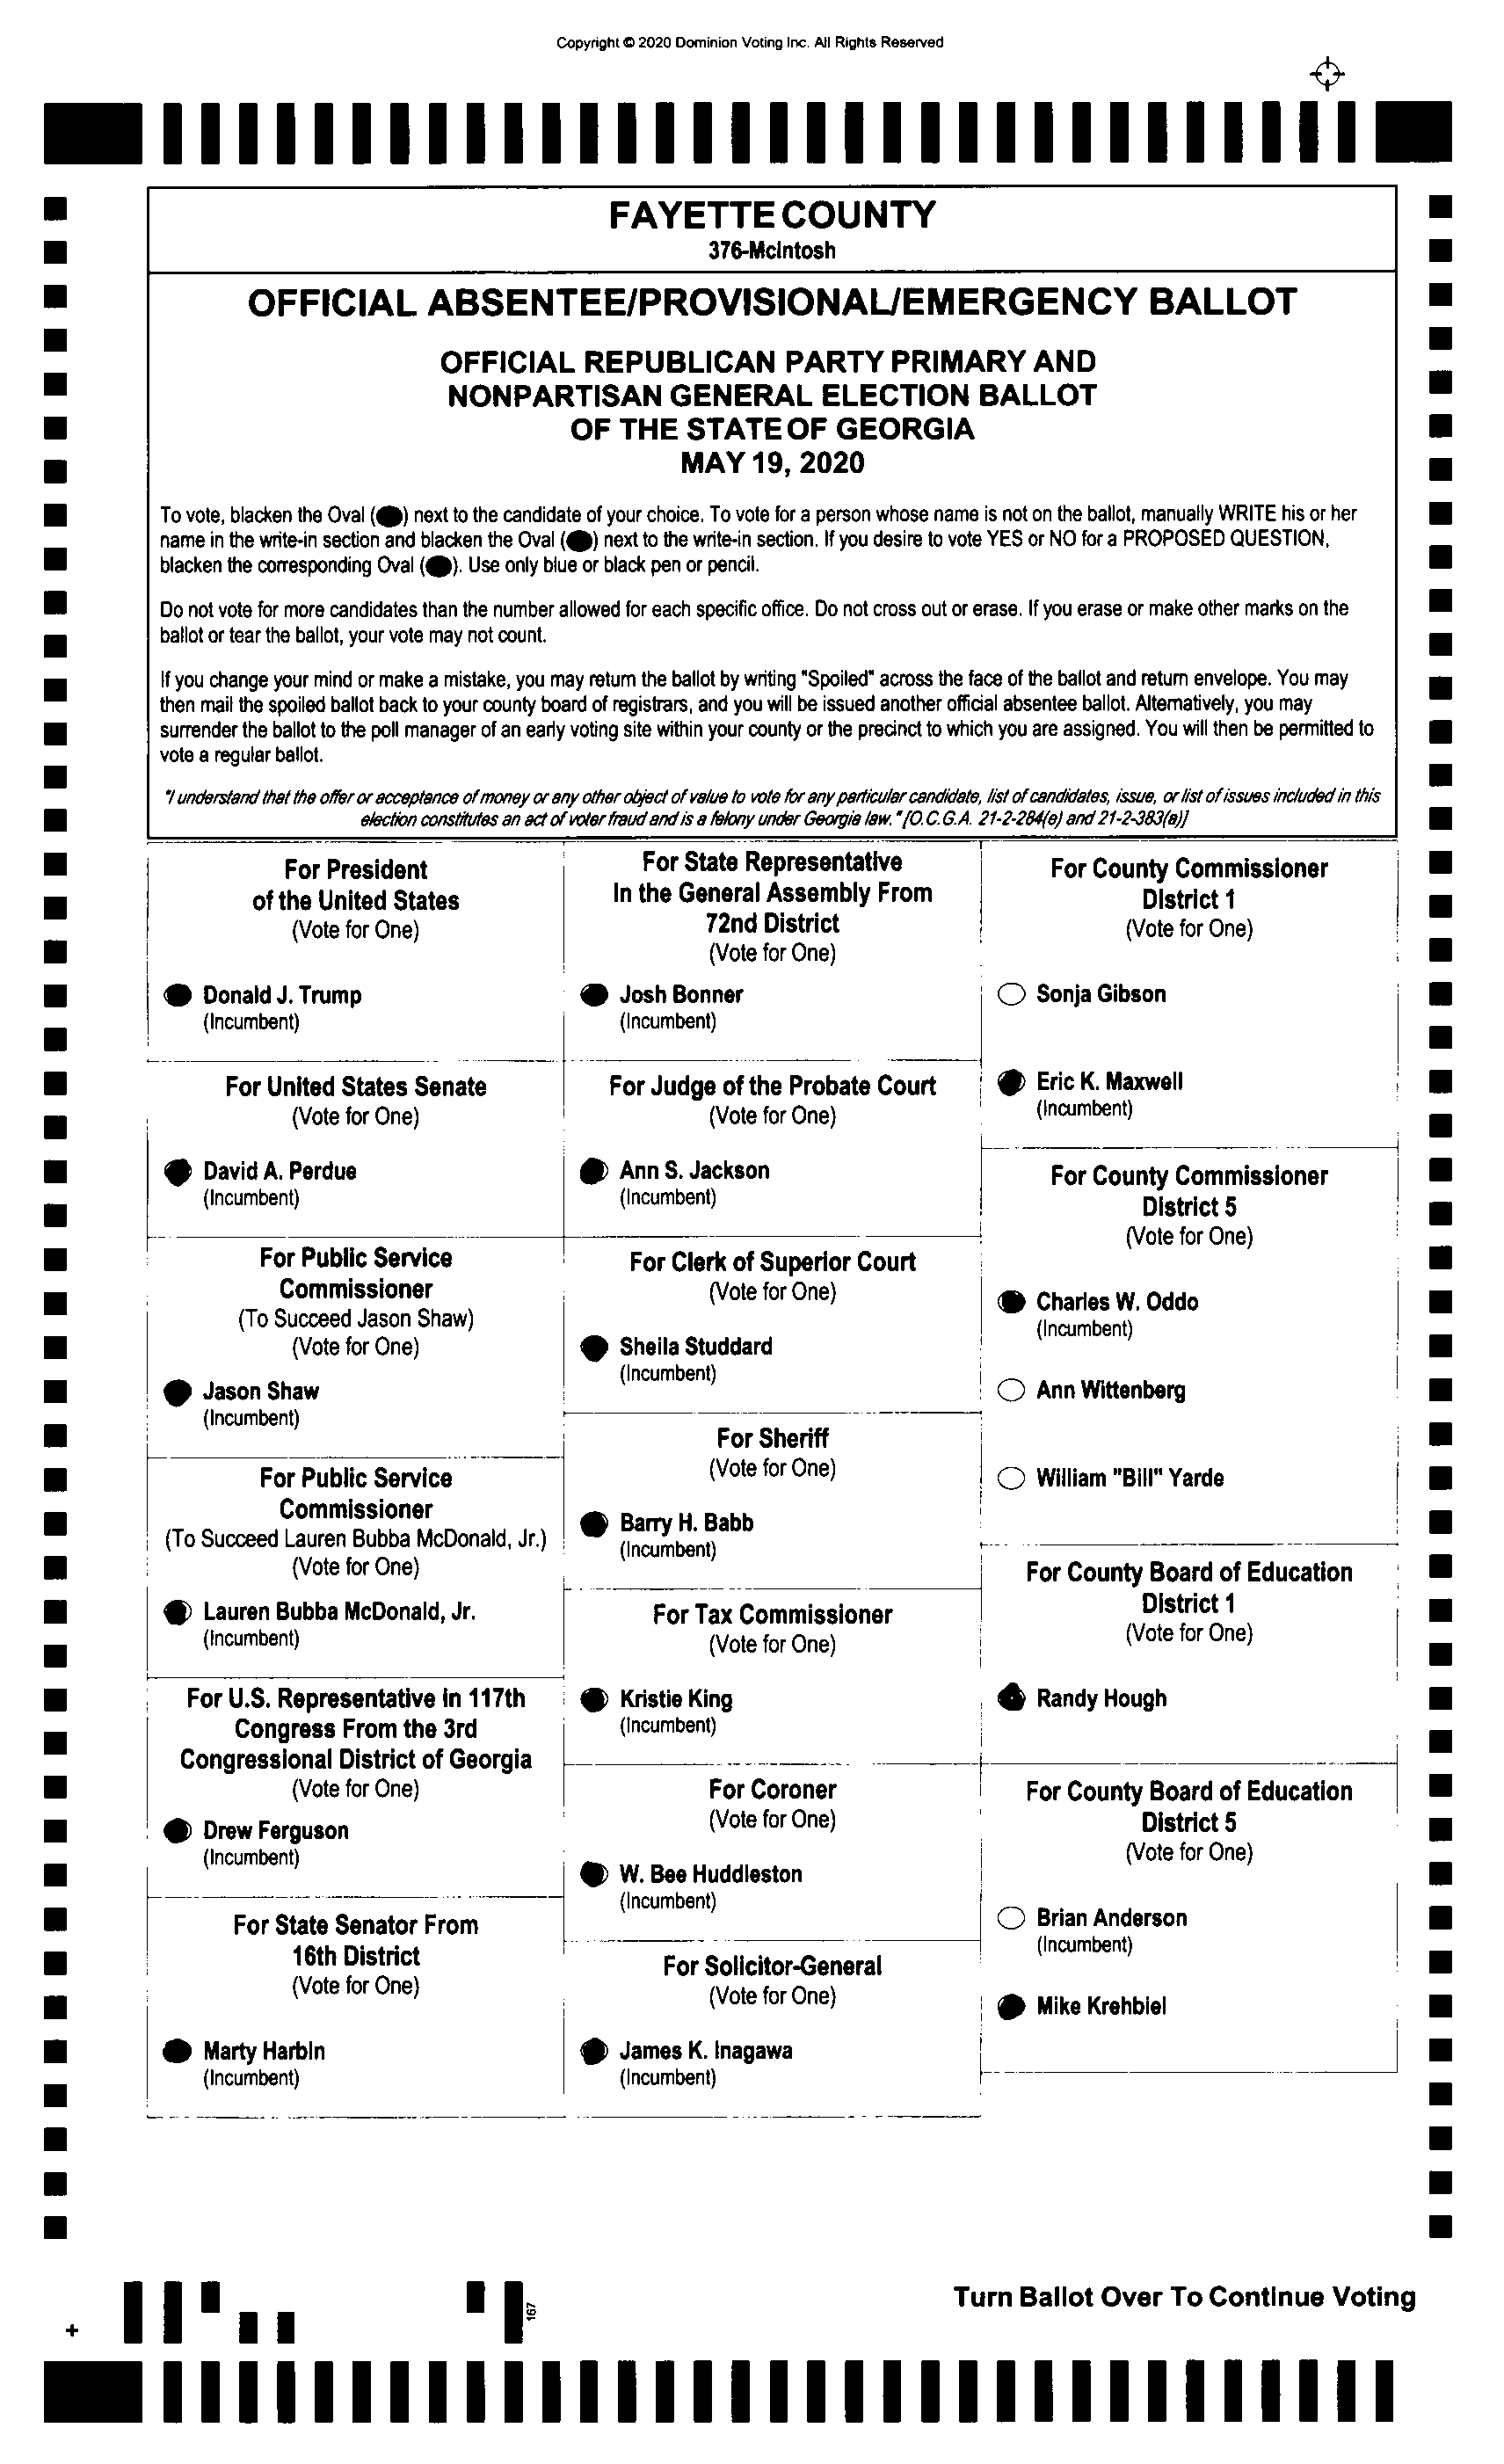 Copyright © 2020 Dominion Voting Inc. All Rights Reserved
FAYETTE COUNTY
376-McIntosh
OFFICIAL ABSENTEE/PROVISIONAL/EMERGENCY BALLOT
OFFICIAL REPUBLICAN PARTY PRIMARY AND
NONPARTISAN GENERAL ELECTION BALLOT
OF THE STATE OF GEORGIA
MAY 19, 2020
To vote, blacken the Oval ( ) next to the candidate of your choice. To vote for a person whose name is not on the ballot, manually WRITE his or her
name in the write-in section and blacken the Oval ( ) next to the write-in section. If you desire to vote YES or NO for a PROPOSED QUESTION,
blacken the corresponding Oval ( ). Use only blue or black pen or pencil.
Do not vote for more candidates than the number allowed for each specific office. Do not cross out or erase. If you erase or make other marks on the
ballot or tear the ballot, your vote may not count.
If you change your mind or make a mistake, you may return the ballot by writing "Spoiled" across the face of the ballot and return envelope. You may
then mail the spoiled ballot back to your county board of registrars, and you will be issued another official absentee ballot. Alternatively, you may
surrender the ballot to the poll manager of an early voting site within your county or the precinct to which you are assigned. You will then be permitted to
vote a regular ballot.
"I understand that the offer or acceptance of money or any other object of value to vote for any particular candidate, list of candidates, issue, or list of issues included in this
election constitutes an act of voter fraud and is a felony under Georgia law." [O.C.G.A. 21-2-284(e) and 21-2-383(a)]
For President
of the United States
(Vote for One)
Donald J. Trump
(Incumbent)
For United States Senate
(Vote for One)
David A. Perdue
(Incumbent)
For Public Service
Commissioner
(To Succeed Jason Shaw)
(Vote for One)
Jason Shaw
(Incumbent)
For Public Service
Commissioner
(To Succeed Lauren Bubba McDonald, Jr.)
(Vote for One)
Lauren Bubba McDonald, Jr.
(Incumbent)
For U.S. Representative in 117th
Congress From the 3rd
Congressional District of Georgia
(Vote for One)
Drew Ferguson
(Incumbent)
For State Senator From
16th District
(Vote for One)
Marty Harbin
(Incumbent)
For State Representative
In the General Assembly From
72nd District
(Vote for One)
Josh Bonner
(Incumbent)
For Judge of the Probate Court
(Vote for One)
Ann S. Jackson
(Incumbent)
For Clerk of Superior Court
(Vote for One)
Sheila Studdard
(Incumbent)
For Sheriff
(Vote for One)
Barry H. Babb
(Incumbent)
For Tax Commissioner
(Vote for One)
Kristie King
(Incumbent)
For Coroner
(Vote for One)
W. Bee Huddleston
(Incumbent)
For Solicitor-General
(Vote for One)
James K. Inagawa
(Incumbent)
For County Commissioner
District 1
(Vote for One)
Sonja Gibson
Eric K. Maxwell
(Incumbent)
For County Commissioner
District 5
(Vote for One)
Charles W. Oddo
(Incumbent)
Ann Wittenberg
William "Bill" Yarde
For County Board of Education
District 1
(Vote for One)
Randy Hough
For County Board of Education
District 5
(Vote for One)
Brian Anderson
(Incumbent)
Mike Krehbiel
Turn Ballot Over To Continue Voting
167